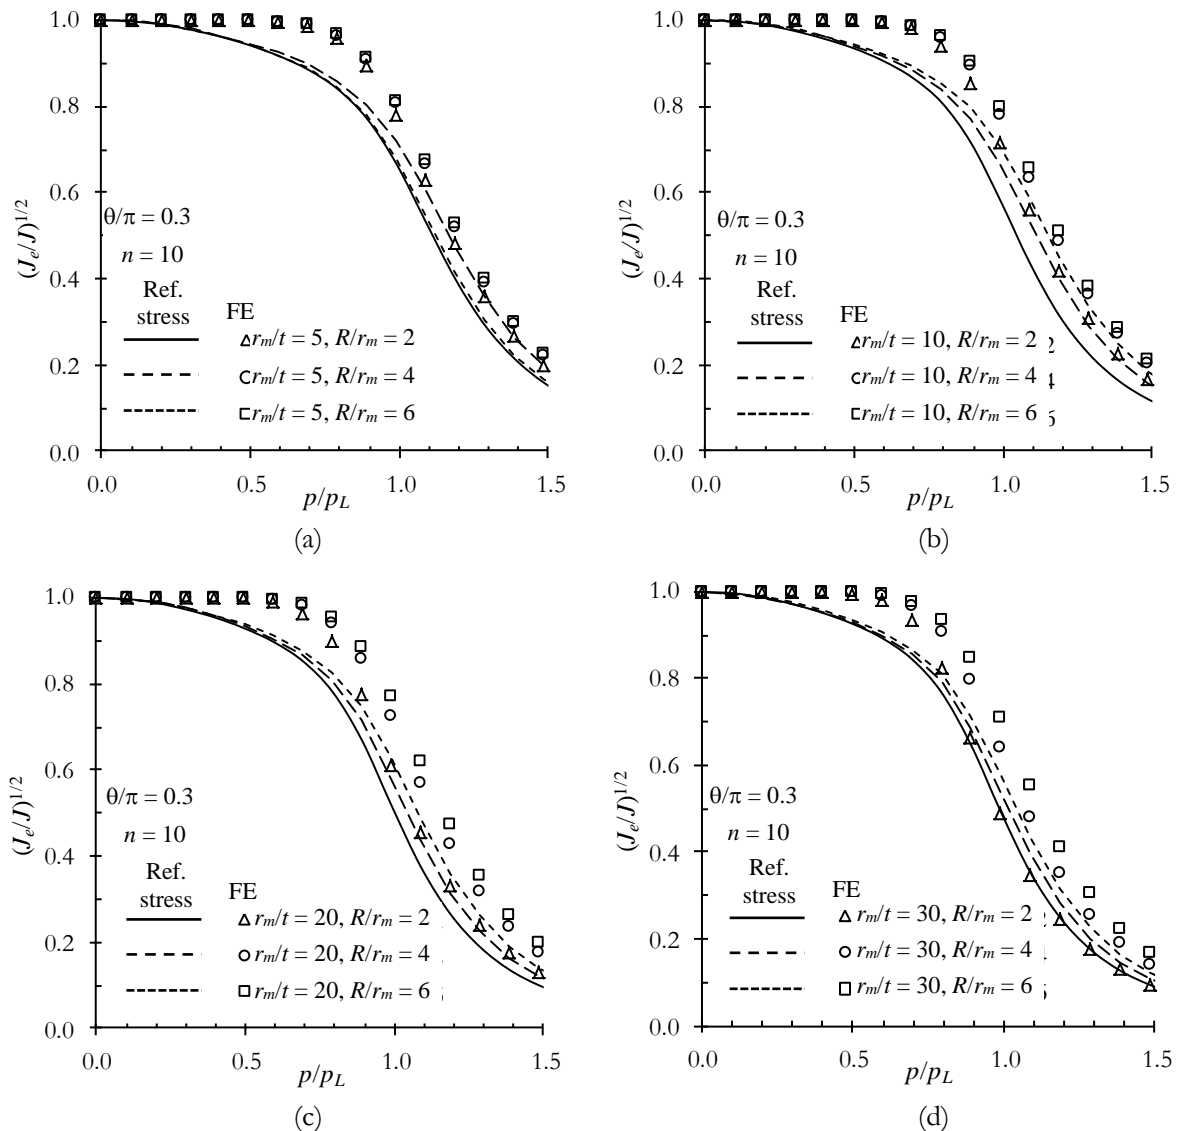 1.0
0.8
0.6
0.4
0.2
0.0
(Je/J)1/2
θ/π = 0.3
n = 10
Ref. stress
FE
rm/t = 5, R/rm = 2
rm/t = 5, R/rm = 4
rm/t = 5, R/rm = 6
0.0 0.5 1.0 1.5
p/pL
(a)
1.0
0.8
0.6
0.4
0.2
0.0
(Je/J)1/2
θ/π = 0.3
n = 10
Ref. stress
FE
rm/t = 10, R/rm = 2
rm/t = 10, R/rm = 4
rm/t = 10, R/rm = 6
0.0 0.5 1.0 1.5
p/pL
(b)
1.0
0.8
0.6
0.4
0.2
0.0
(Je/J)1/2
θ/π = 0.3
n = 10
Ref. stress
FE
rm/t = 20, R/rm = 2
rm/t = 20, R/rm = 4
rm/t = 20, R/rm = 6
0.0 0.5 1.0 1.5
p/pL
(c)
1.0
0.8
0.6
0.4
0.2
0.0
(Je/J)1/2
θ/π = 0.3
n = 10
Ref. stress
FE
rm/t = 30, R/rm = 2
rm/t = 30, R/rm = 4
rm/t = 30, R/rm = 6
0.0 0.5 1.0 1.5
p/pL
(d)